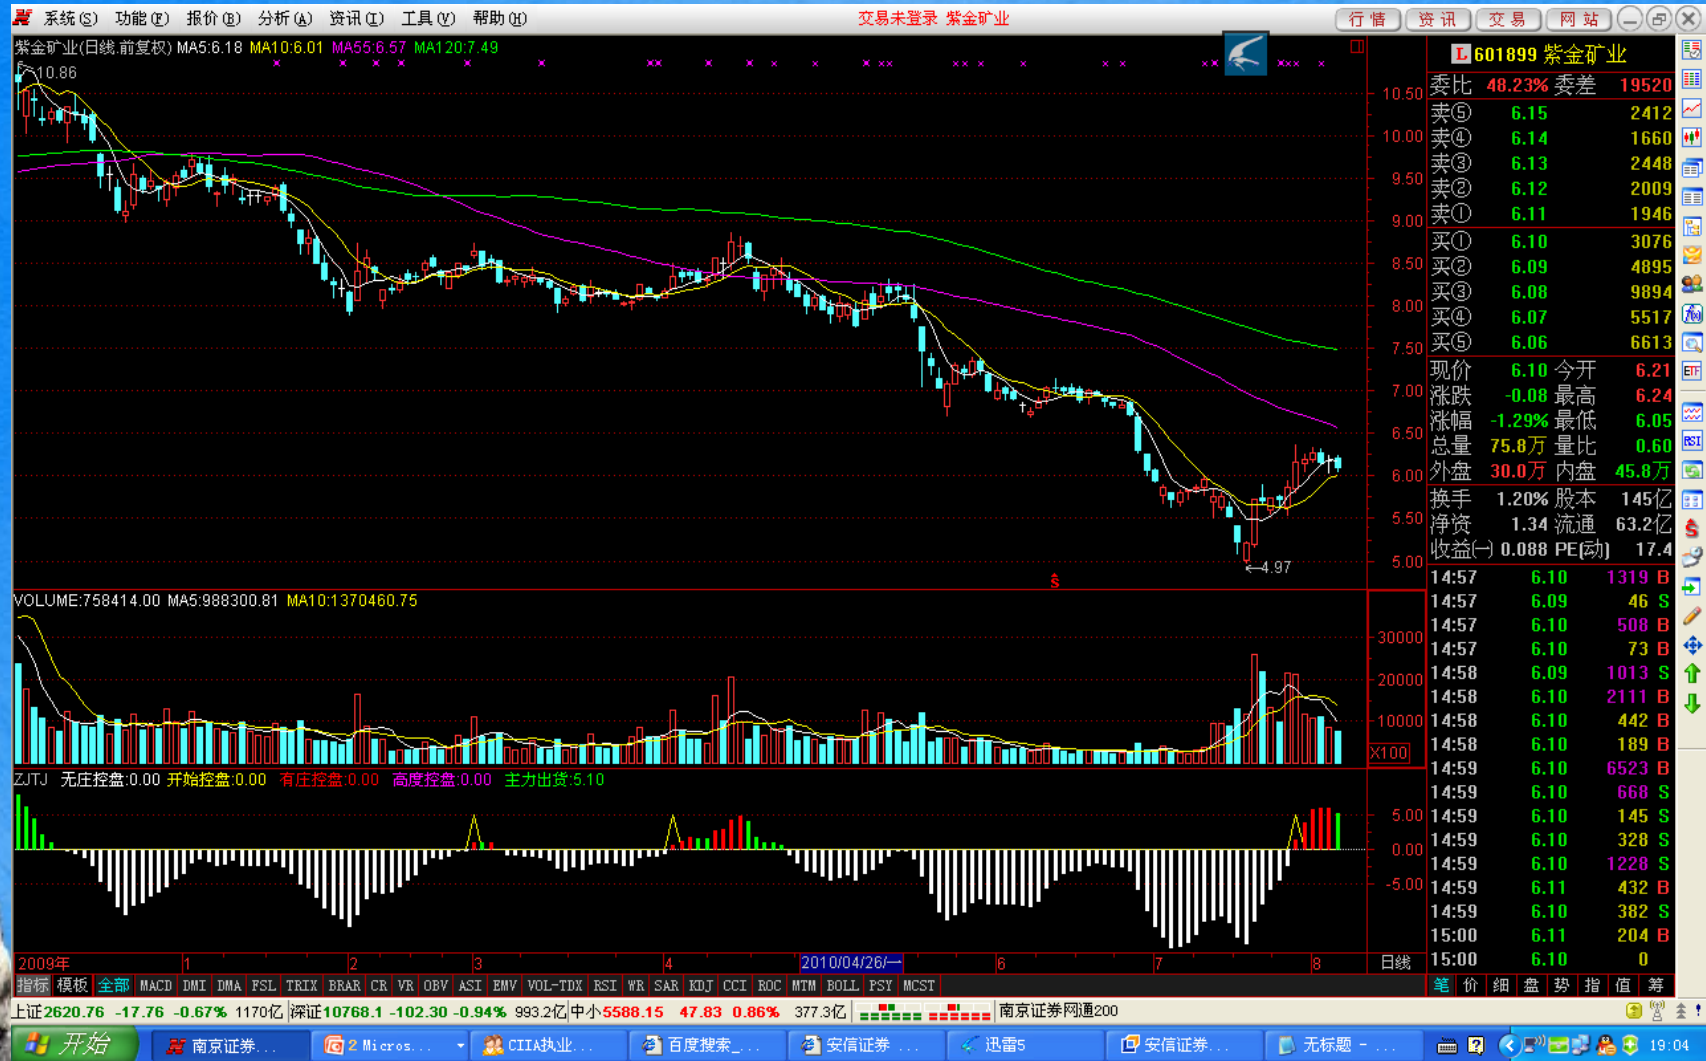 系统(S) 功能(F) 报价(B) 分析(A) 资讯(I) 工具(V) 帮助(H) 交易未登录 紫金矿业 行情 资讯 交易 网站
紫金矿业(日线.前复权) MA5:6.18 MA10:6.01 MA55:6.57 MA120:7.49
10.86
10.50
10.00
9.50
9.00
8.50
8.00
7.50
7.00
6.50
6.00
5.50
5.00
4.97
S
VOLUME:758414.00 MA5:988300.81 MA10:1370460.75
30000
20000
10000
X100
ZJTJ 无庄控盘:0.00 开始控盘:0.00 有庄控盘:0.00 高度控盘:0.00 主力出货:5.10
5.00
0.00
-5.00
2009年 1 2 3 4 2010/04/26/一 6 7 8 日线
指标 模板 全部 MACD DMI DMA FSL TRIX BRAR CR VR OBV ASI EMV VOL-TDX RSI WR SAR KDJ CCI ROC MTM BOLL PSY MCST
L 601899 紫金矿业
委比 48.23% 委差 19520
卖⑤ 6.15 2412
卖④ 6.14 1660
卖③ 6.13 2448
卖② 6.12 2009
卖① 6.11 1946
买① 6.10 3076
买② 6.09 4895
买③ 6.08 9894
买④ 6.07 5517
买⑤ 6.06 6613
现价 6.10 今开 6.21
涨跌 -0.08 最高 6.24
涨幅 -1.29% 最低 6.05
总量 75.8万 量比 0.60
外盘 30.0万 内盘 45.8万
换手 1.20% 股本 145亿
净资 1.34 流通 63.2亿
收益(一) 0.088 PE(动) 17.4
14:57 6.10 1319 B
14:57 6.09 46 S
14:57 6.10 508 B
14:57 6.10 73 B
14:58 6.09 1013 S
14:58 6.10 2111 B
14:58 6.10 442 B
14:58 6.10 189 B
14:59 6.10 6523 B
14:59 6.10 668 S
14:59 6.10 145 S
14:59 6.10 328 S
14:59 6.10 1228 S
14:59 6.11 432 B
14:59 6.10 382 S
15:00 6.11 204 B
15:00 6.10 0
笔 价 细 盘 势 指 值 筹
ETF
RSI
上证2620.76 -17.76 -0.67% 1170亿 深证10768.1 -102.30 -0.94% 993.2亿 中小5588.15 47.83 0.86% 377.3亿 南京证券网通200
开始 南京证券... 2 Micros... CIIA执业... 百度搜索_... 安信证券 ... 迅雷5 安信证券... 无标题 - ... 19:04